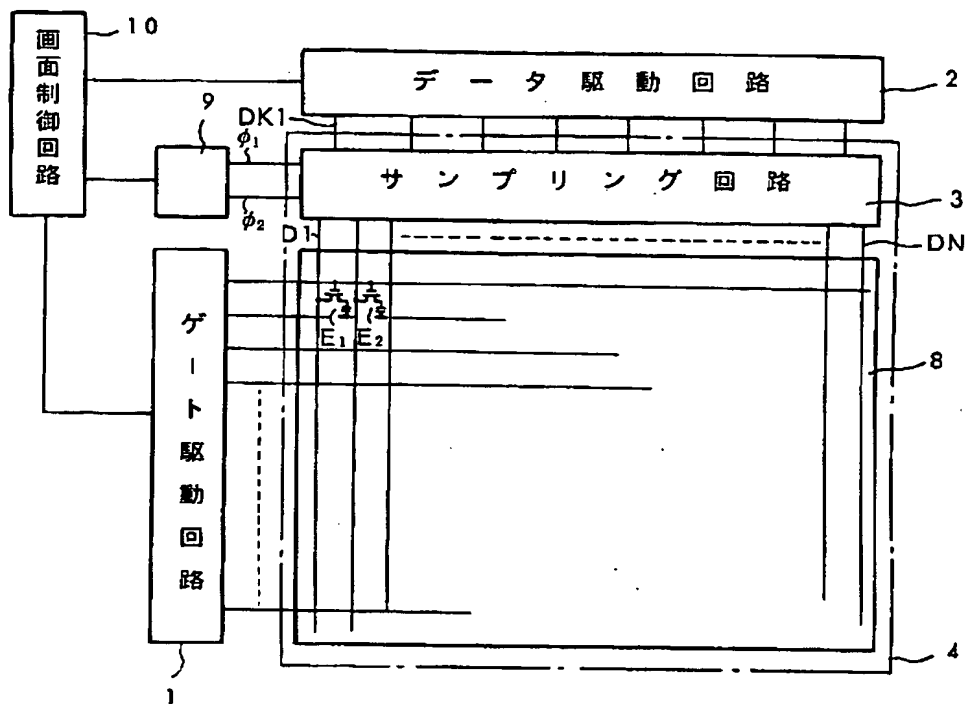 10
画面制御回路
データ駆動回路
2
DK1
9
φ1
φ2
サンプリング回路
3
D1
DN
E1
E2
8
ゲート駆動回路
4
1